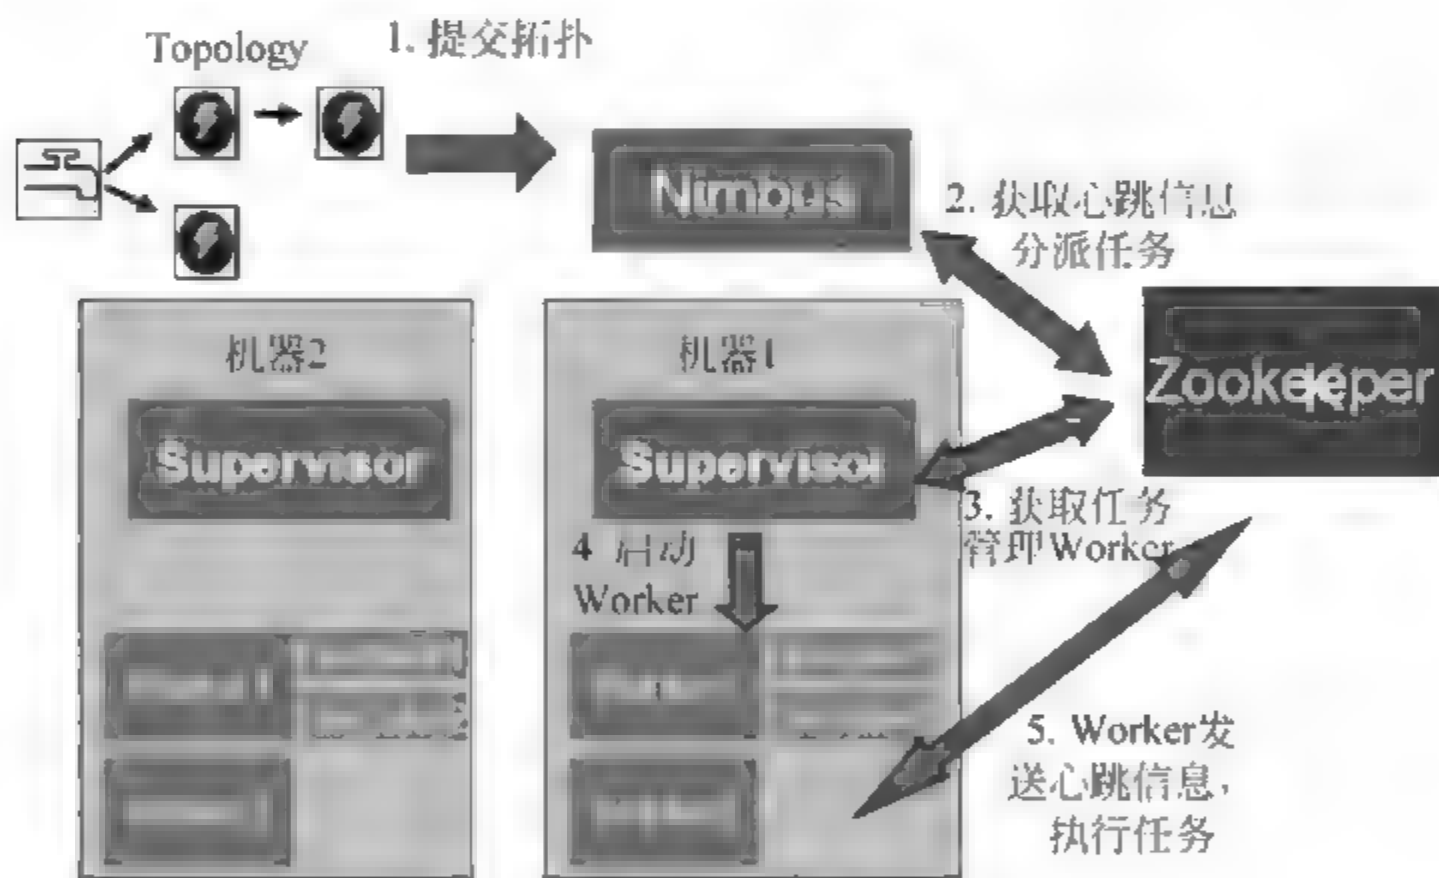 Topology
1. 提交拓扑
Nimbus
2. 获取心跳信息
分派任务
机器2
机器1
Zookeeper
Supervisor
Supervisor
3. 获取任务
管理Worker
4 启动
Worker
5. Worker发
送心跳信息，
执行任务